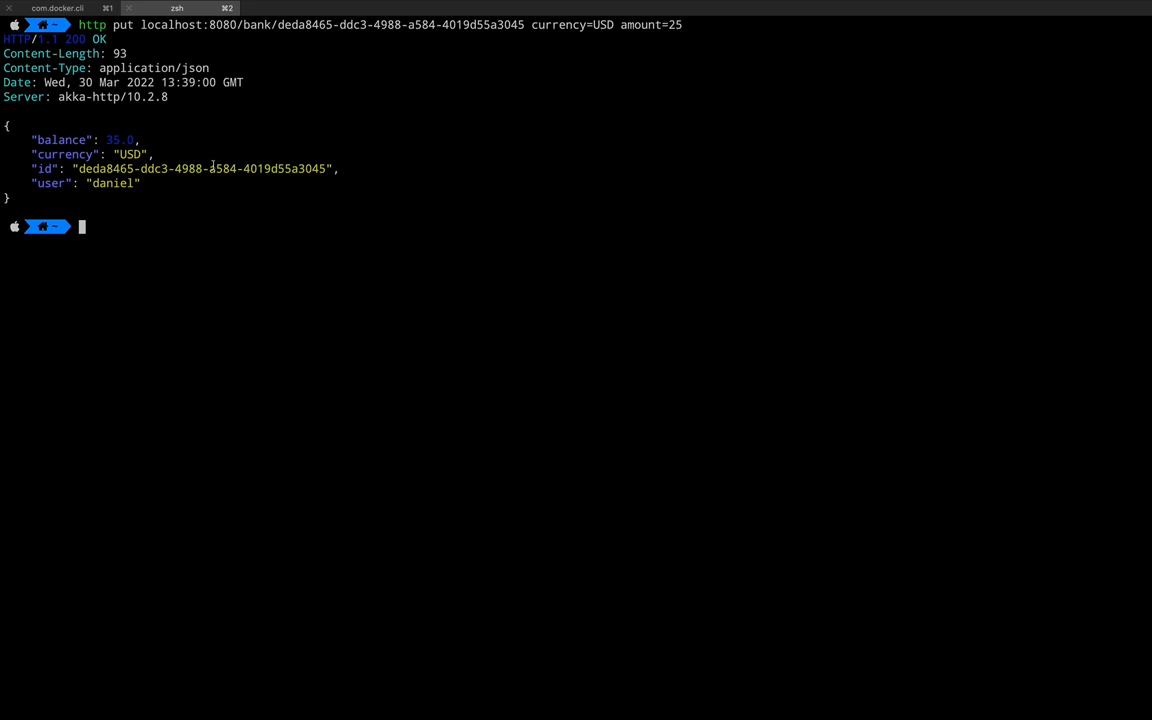 com.docker.cli ⌘1 zsh ⌘2
~ http put localhost:8080/bank/deda8465-ddc3-4988-a584-4019d55a3045 currency=USD amount=25
HTTP/1.1 200 OK
Content-Length: 93
Content-Type: application/json
Date: Wed, 30 Mar 2022 13:39:00 GMT
Server: akka-http/10.2.8
{
"balance": 35.0,
"currency": "USD",
"id": "deda8465-ddc3-4988-a584-4019d55a3045",
"user": "daniel"
}
~